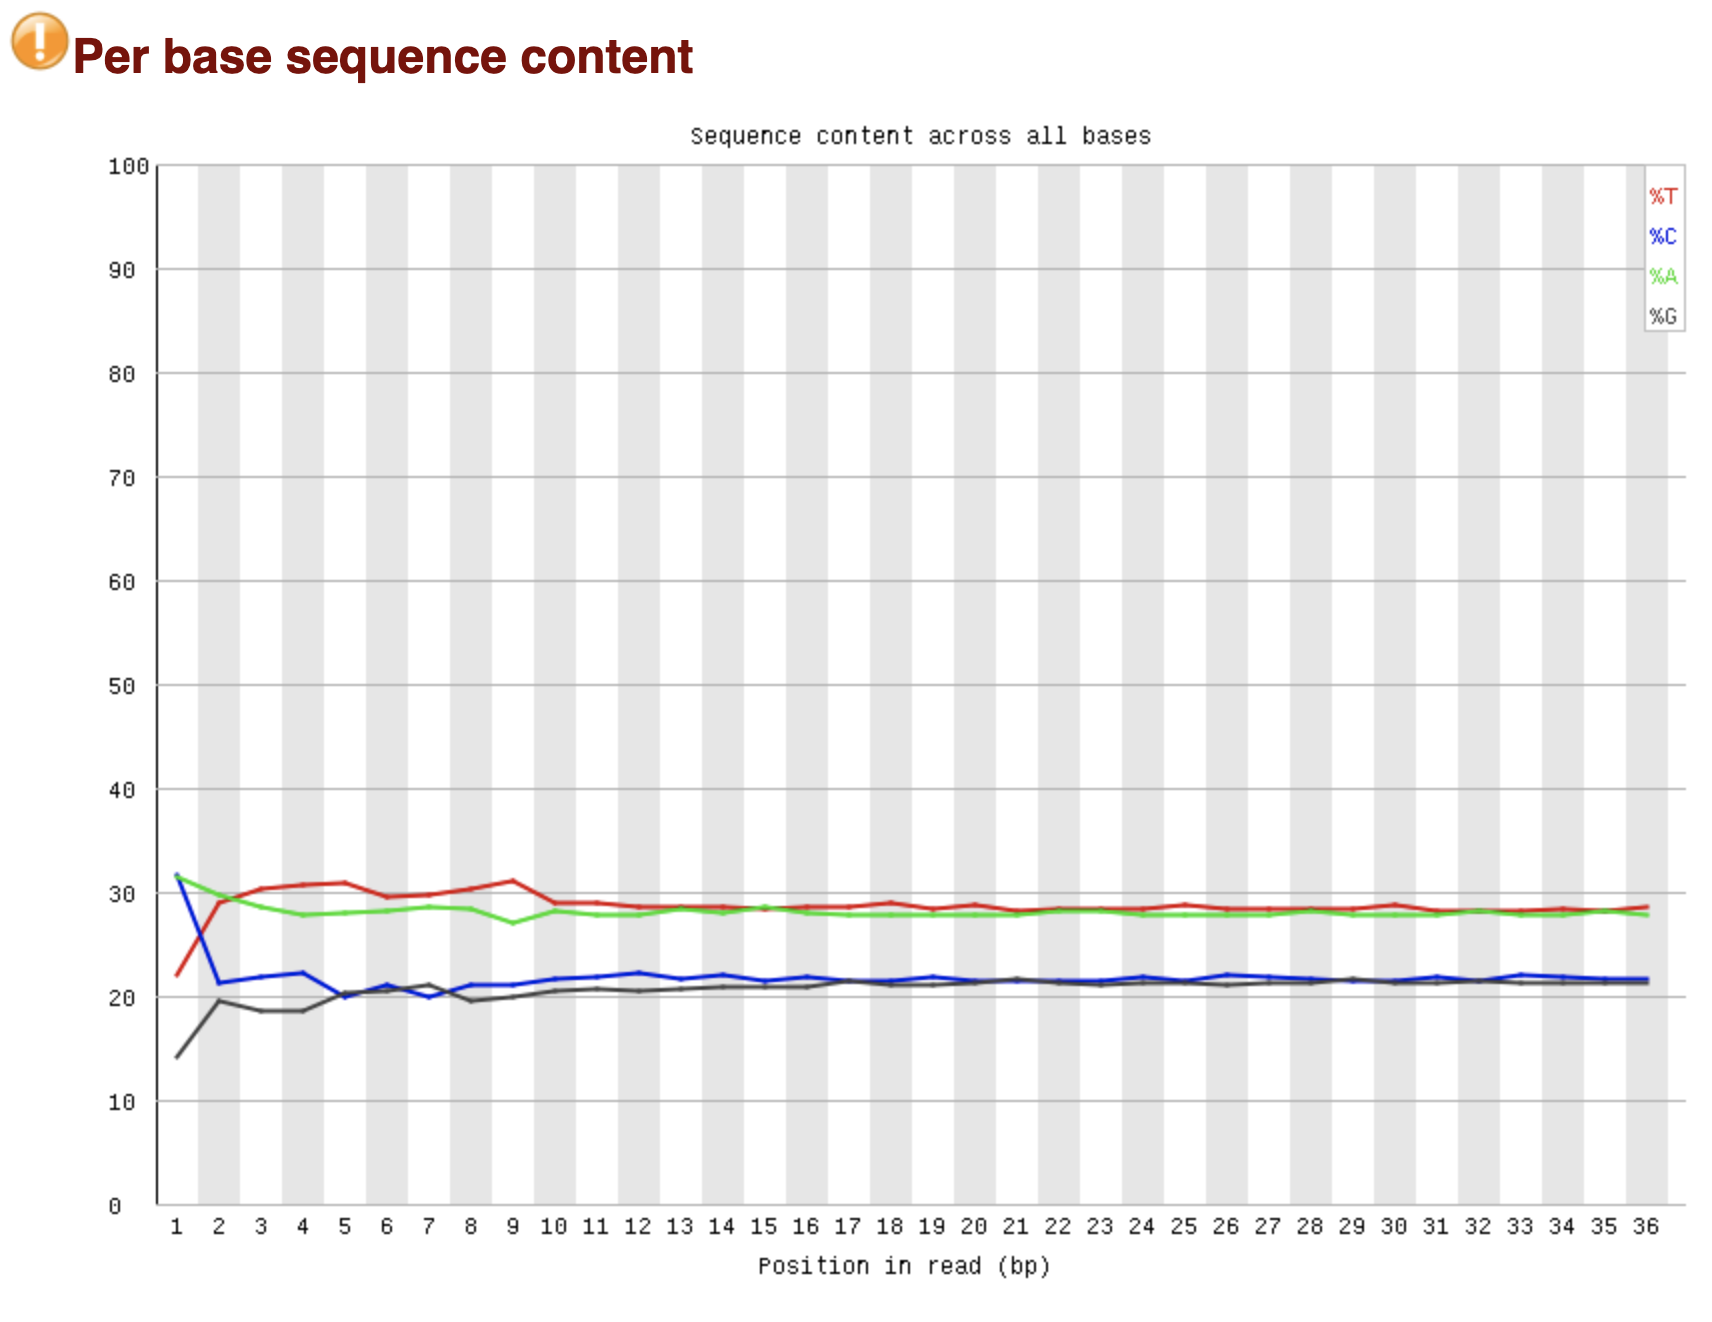 Per base sequence content
Sequence content across all bases
100
%T
%C
90
%A
%G
80
70
60
50
40
30
20
10
0
1 2 3 4 5 6 7 8 9 10 11 12 13 14 15 16 17 18 19 20 21 22 23 24 25 26 27 28 29 30 31 32 33 34 35 36
Position in read (bp)